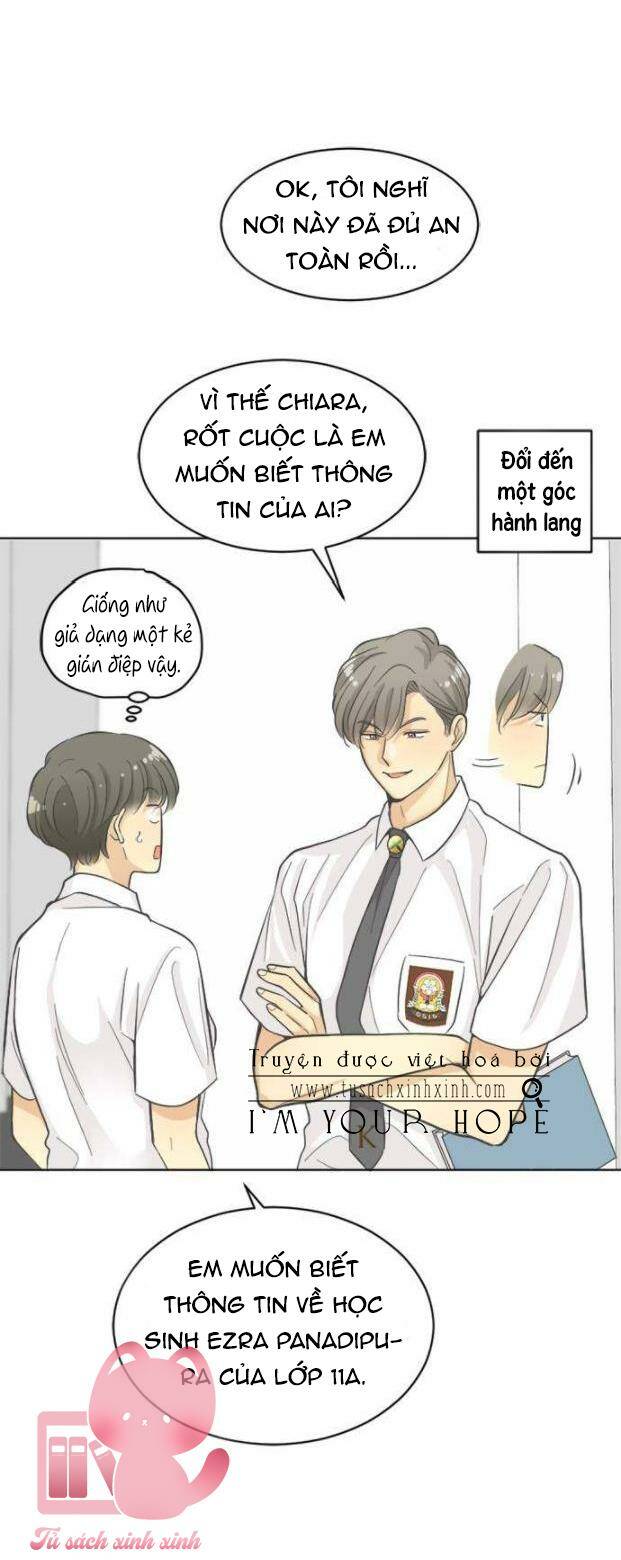 OK, TÔI NGHĨ
NƠI NÀY ĐÃ ĐỦ AN
TOÀN RỒI...
VÌ THẾ CHIARA,
RỐT CUỘC LÀ EM
MUỐN BIẾT THÔNG
TIN CỦA AI?
Đổi đến
một góc
hành lang
Giống như
giả dạng một kẻ
gián điệp vậy.
OSIS
Truyện được việt hoá bởi
www.tusachxinhxinh.com
I'M YOUR HOPE
K
EM MUỐN BIẾT
THÔNG TIN VỀ HỌC
SINH EZRA PANADIPU-
RA CỦA LỚP 11A.
Tủ sách xinh xinh